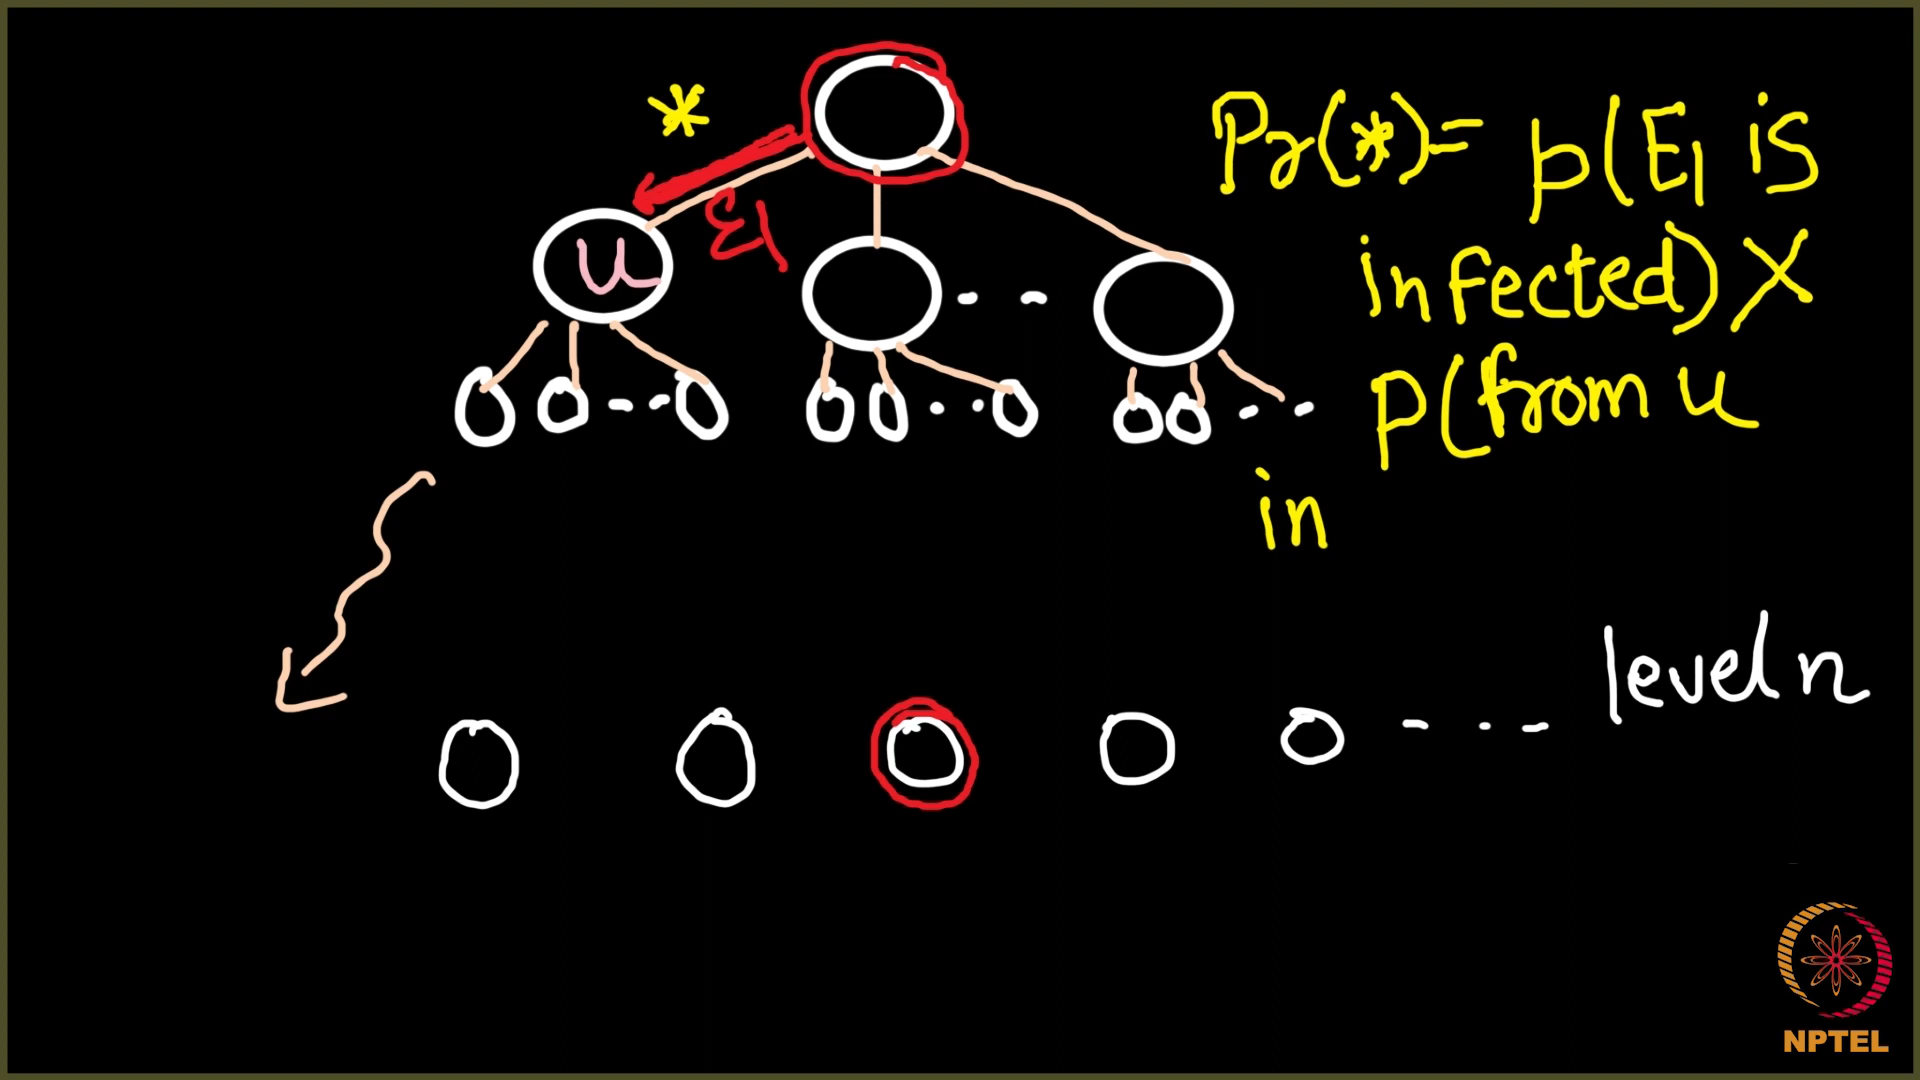 *
Pr(*) = p(E1 is
infected) X
p(from u
in
E1
u
level n
NPTEL